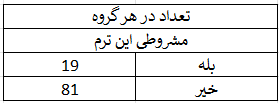 تعداد در هرگروه
مشروطی این ترم
بله 19
خیر 81